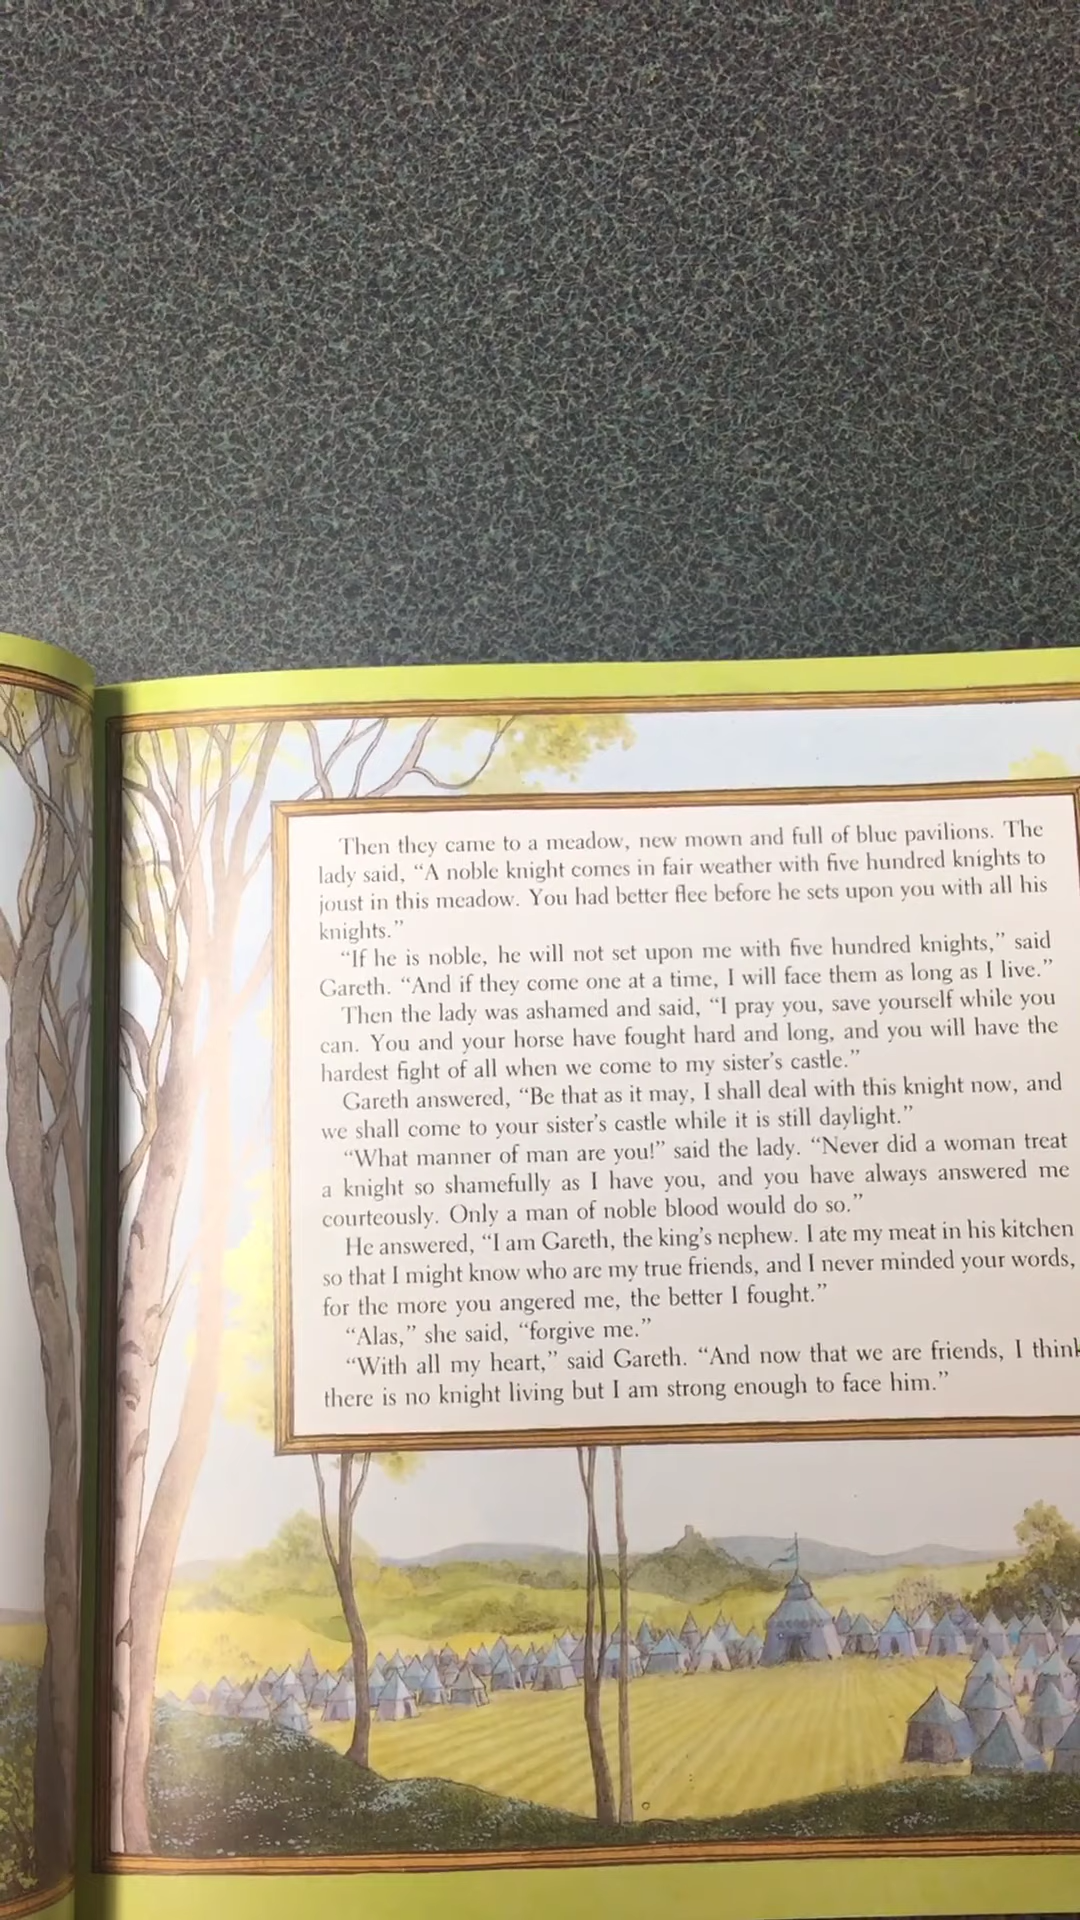 Then they came to a meadow, new mown and full of blue pavilions. The
lady said, “A noble knight comes in fair weather with five hundred knights to
joust in this meadow. You had better flee before he sets upon you with all his
knights.”
“If he is noble, he will not set upon me with five hundred knights,” said
Gareth. “And if they come one at a time, I will face them as long as I live.”
Then the lady was ashamed and said, “I pray you, save yourself while you
can. You and your horse have fought hard and long, and you will have the
hardest fight of all when we come to my sister’s castle.”
Gareth answered, “Be that as it may, I shall deal with this knight now, and
we shall come to your sister’s castle while it is still daylight.”
“What manner of man are you!” said the lady. “Never did a woman treat
a knight so shamefully as I have you, and you have always answered me
courteously. Only a man of noble blood would do so.”
He answered, “I am Gareth, the king’s nephew. I ate my meat in his kitchen
so that I might know who are my true friends, and I never minded your words,
for the more you angered me, the better I fought.”
“Alas,” she said, “forgive me.”
“With all my heart,” said Gareth. “And now that we are friends, I think
there is no knight living but I am strong enough to face him.”